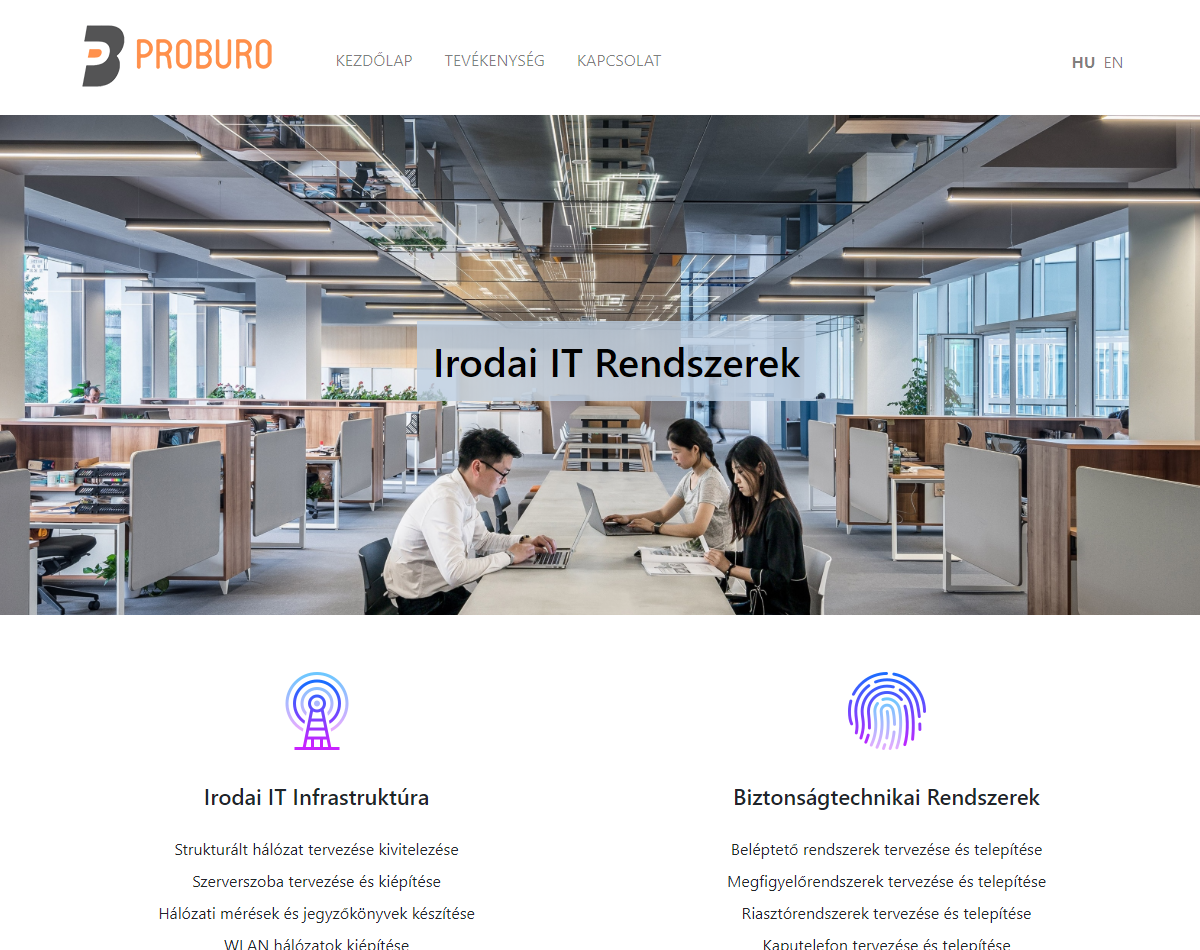 PROBURO
KEZDŐLAP TEVÉKENYSÉG KAPCSOLAT
HU EN
Irodai IT Rendszerek
Irodai IT Infrastruktúra
Strukturált hálózat tervezése kivitelezése
Szerverszoba tervezése és kiépítése
Hálózati mérések és jegyzőkönyvek készítése
WLAN hálózatok kiépítése
Biztonságtechnikai Rendszerek
Beléptető rendszerek tervezése és telepítése
Megfigyelőrendszerek tervezése és telepítése
Riasztórendszerek tervezése és telepítése
Kaputelefon tervezése és telepítése